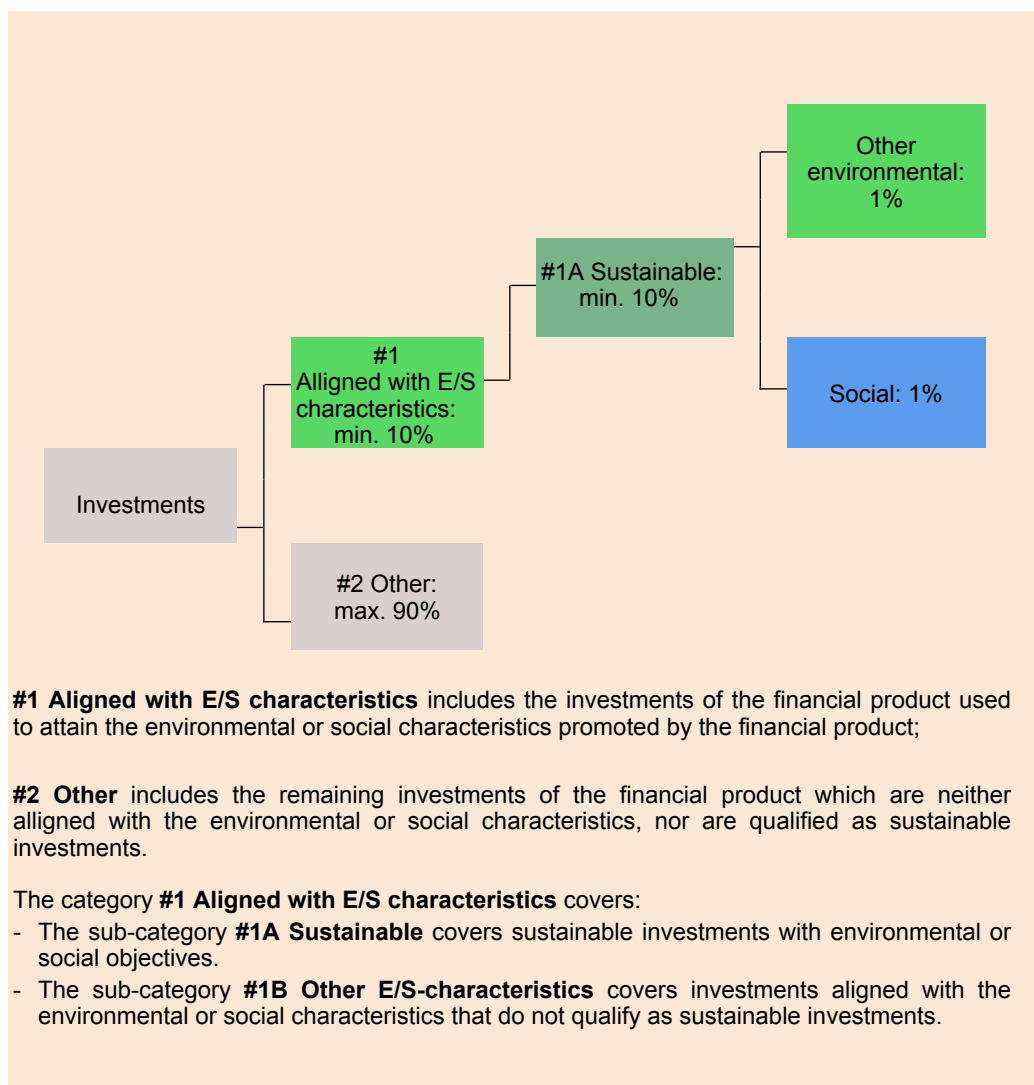 Other
environmental:
1%
#1A Sustainable:
min. 10%
#1
Alligned with E/S
characteristics:
min. 10%
Social: 1%
Investments
#2 Other:
max. 90%
#1 Aligned with E/S characteristics includes the investments of the financial product used
to attain the environmental or social characteristics promoted by the financial product;
#2 Other includes the remaining investments of the financial product which are neither
alligned with the environmental or social characteristics, nor are qualified as sustainable
investments.
The category #1 Aligned with E/S characteristics covers:
- The sub-category #1A Sustainable covers sustainable investments with environmental or
social objectives.
- The sub-category #1B Other E/S-characteristics covers investments aligned with the
environmental or social characteristics that do not qualify as sustainable investments.